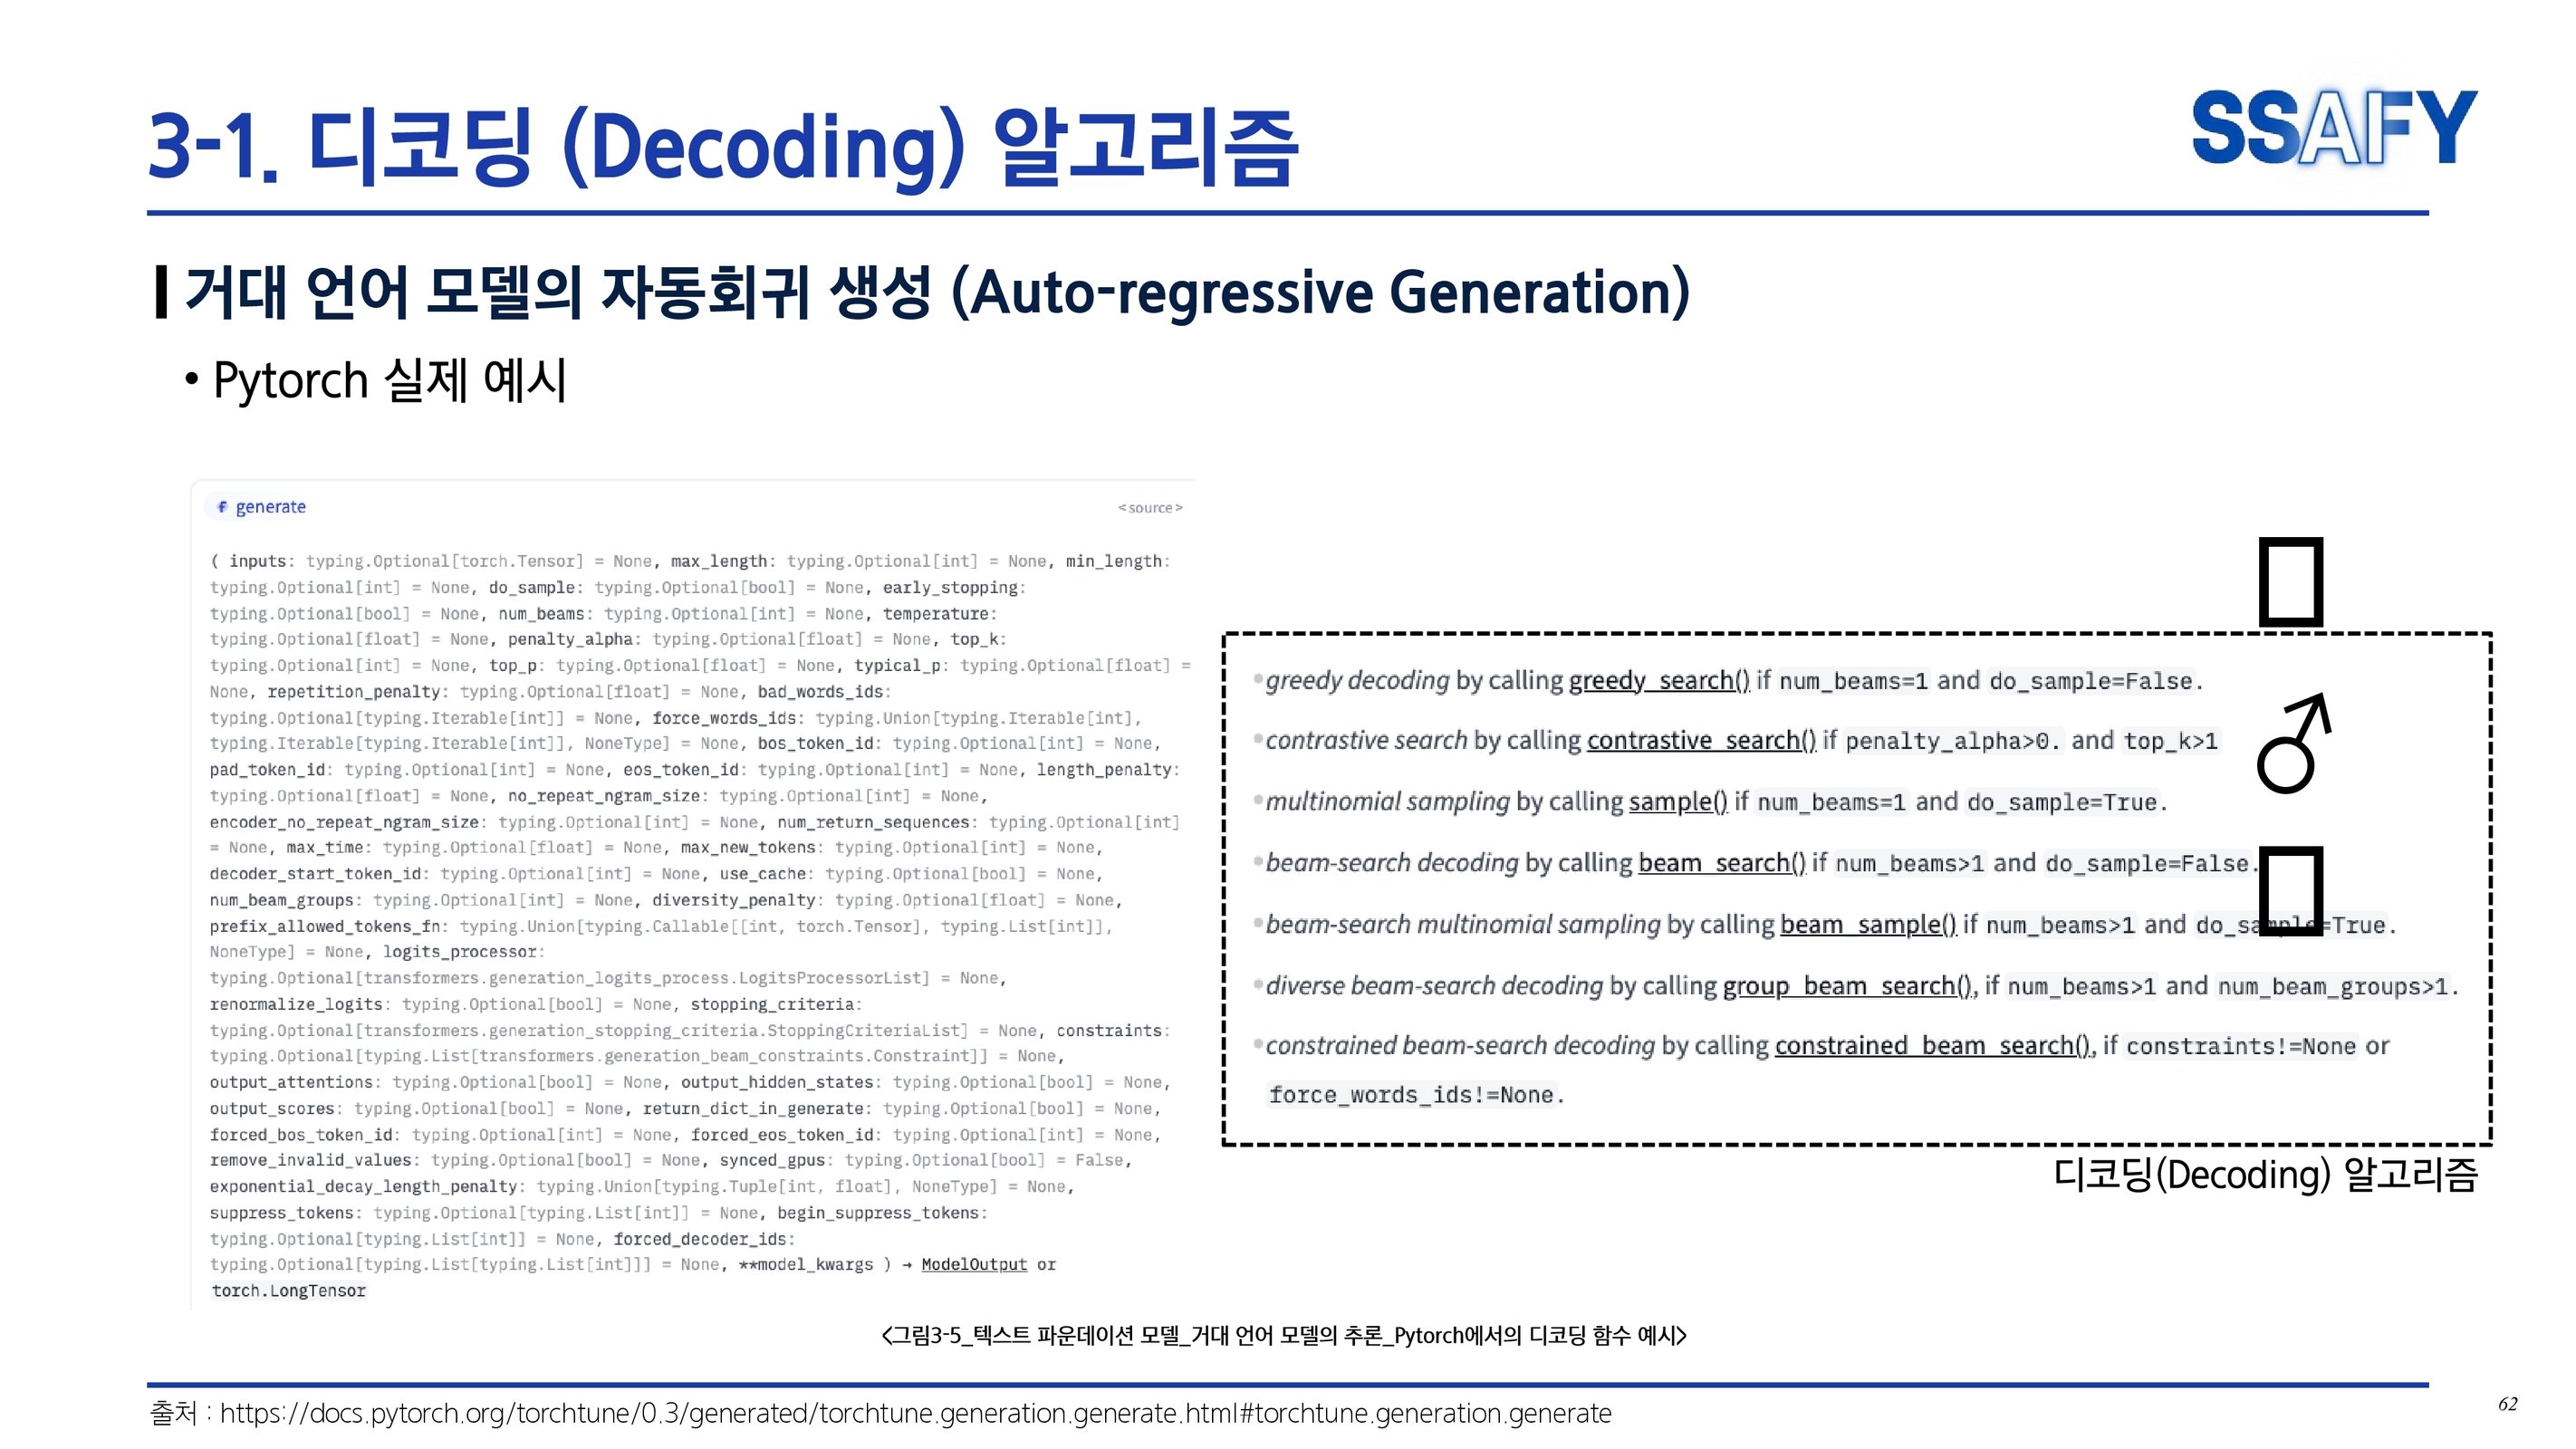 3-1. 디코딩 (Decoding) 알고리즘
SSAFY
거대 언어 모델의 자동회귀 생성 (Auto-regressive Generation)
• Pytorch 실제 예시
f generate
<source>
( inputs: typing.Optional[torch.Tensor] = None, max_length: typing.Optional[int] = None, min_length:
typing.Optional[int] = None, do_sample: typing.Optional[bool] = None, early_stopping:
typing.Optional[bool] = None, num_beams: typing.Optional[int] = None, temperature:
typing.Optional[float] = None, penalty_alpha: typing.Optional[float] = None, top_k:
typing.Optional[int] = None, top_p: typing.Optional[float] = None, typical_p: typing.Optional[float] =
None, repetition_penalty: typing.Optional[float] = None, bad_words_ids:
typing.Optional[typing.Iterable[int]] = None, force_words_ids: typing.Union[typing.Iterable[int],
typing.Iterable[typing.Iterable[int]], NoneType] = None, bos_token_id: typing.Optional[int] = None,
pad_token_id: typing.Optional[int] = None, eos_token_id: typing.Optional[int] = None, length_penalty:
typing.Optional[float] = None, no_repeat_ngram_size: typing.Optional[int] = None,
encoder_no_repeat_ngram_size: typing.Optional[int] = None, num_return_sequences: typing.Optional[int]
= None, max_time: typing.Optional[float] = None, max_new_tokens: typing.Optional[int] = None,
decoder_start_token_id: typing.Optional[int] = None, use_cache: typing.Optional[bool] = None,
num_beam_groups: typing.Optional[int] = None, diversity_penalty: typing.Optional[float] = None,
prefix_allowed_tokens_fn: typing.Union[typing.Callable[[int, torch.Tensor], typing.List[int]],
NoneType] = None, logits_processor:
typing.Optional[transformers.generation_logits_process.LogitsProcessorList] = None,
renormalize_logits: typing.Optional[bool] = None, stopping_criteria:
typing.Optional[transformers.generation_stopping_criteria.StoppingCriteriaList] = None, constraints:
typing.Optional[typing.List[transformers.generation_beam_constraints.Constraint]] = None,
output_attentions: typing.Optional[bool] = None, output_hidden_states: typing.Optional[bool] = None,
output_scores: typing.Optional[bool] = None, return_dict_in_generate: typing.Optional[bool] = None,
forced_bos_token_id: typing.Optional[int] = None, forced_eos_token_id: typing.Optional[int] = None,
remove_invalid_values: typing.Optional[bool] = None, synced_gpus: typing.Optional[bool] = False,
exponential_decay_length_penalty: typing.Union[typing.Tuple[int, float], NoneType] = None,
suppress_tokens: typing.Optional[typing.List[int]] = None, begin_suppress_tokens:
typing.Optional[typing.List[int]] = None, forced_decoder_ids:
typing.Optional[typing.List[typing.List[int]]] = None, **model_kwargs ) → ModelOutput or
torch.LongTensor
• greedy decoding by calling greedy_search() if num_beams=1 and do_sample=False.
• contrastive search by calling contrastive_search() if penalty_alpha>0. and top_k>1
• multinomial sampling by calling sample() if num_beams=1 and do_sample=True.
• beam-search decoding by calling beam_search() if num_beams>1 and do_sample=False.
• beam-search multinomial sampling by calling beam_sample() if num_beams>1 and do_sample=True.
• diverse beam-search decoding by calling group_beam_search(), if num_beams>1 and num_beam_groups>1.
• constrained beam-search decoding by calling constrained_beam_search(), if constraints!=None or
force_words_ids!=None.
♂
디코딩(Decoding) 알고리즘
<그림3-5_텍스트 파운데이션 모델_거대 언어 모델의 추론_Pytorch에서의 디코딩 함수 예시>
출처 : https://docs.pytorch.org/torchtune/0.3/generated/torchtune.generation.generate.html#torchtune.generation.generate
62